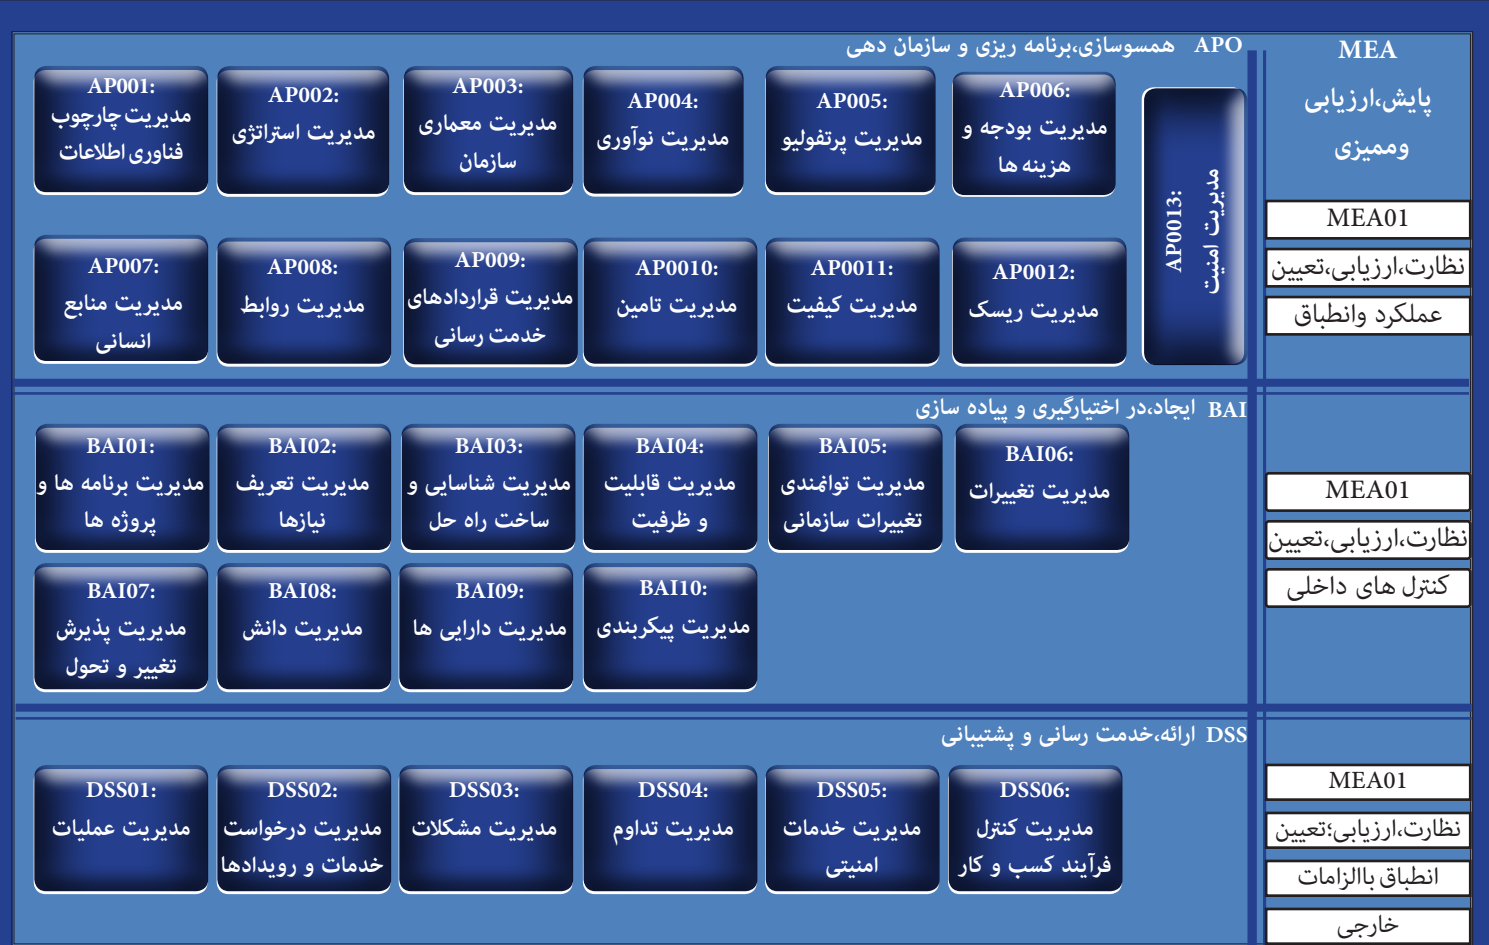 APO همسوسازی،برنامه ریزی و سازمان دهی
AP001:
مدیریت چارچوب
فناوری اطلاعات
AP002:
مدیریت استراتژی
AP003:
مدیریت معماری
سازمان
AP004:
مدیریت نوآوری
AP005:
مدیریت پرتفولیو
AP006:
مدیریت بودجه و
هزینه ها
AP007:
مدیریت منابع
انسانی
AP008:
مدیریت روابط
AP009:
مدیریت قراردادهای
خدمت رسانی
AP0010:
مدیریت تامین
AP0011:
مدیریت کیفیت
AP0012:
مدیریت ریسک
AP0013:
مدیریت امنیت
BAI ایجاد،در اختیارگیری و پیاده سازی
BAI01:
مدیریت برنامه ها و
پروژه ها
BAI02:
مدیریت تعریف
نیازها
BAI03:
مدیریت شناسایی و
ساخت راه حل
BAI04:
مدیریت قابلیت
و ظرفیت
BAI05:
مدیریت توانمندی
تغییرات سازمانی
BAI06:
مدیریت تغییرات
BAI07:
مدیریت پذیرش
تغییر و تحول
BAI08:
مدیریت دانش
BAI09:
مدیریت دارایی ها
BAI10:
مدیریت پیکربندی
DSS ارائه،خدمت رسانی و پشتیبانی
DSS01:
مدیریت عملیات
DSS02:
مدیریت درخواست
خدمات و رویدادها
DSS03:
مدیریت مشکلات
DSS04:
مدیریت تداوم
DSS05:
مدیریت خدمات
امنیتی
DSS06:
مدیریت کنترل
فرآیند کسب و کار
MEA
پایش،ارزیابی
وممیزی
MEA01
نظارت،ارزیابی،تعیین
عملکرد وانطباق
MEA01
نظارت،ارزیابی،تعیین
کنترل های داخلی
MEA01
نظارت،ارزیابی؛تعیین
انطباق باالزامات
خارجی